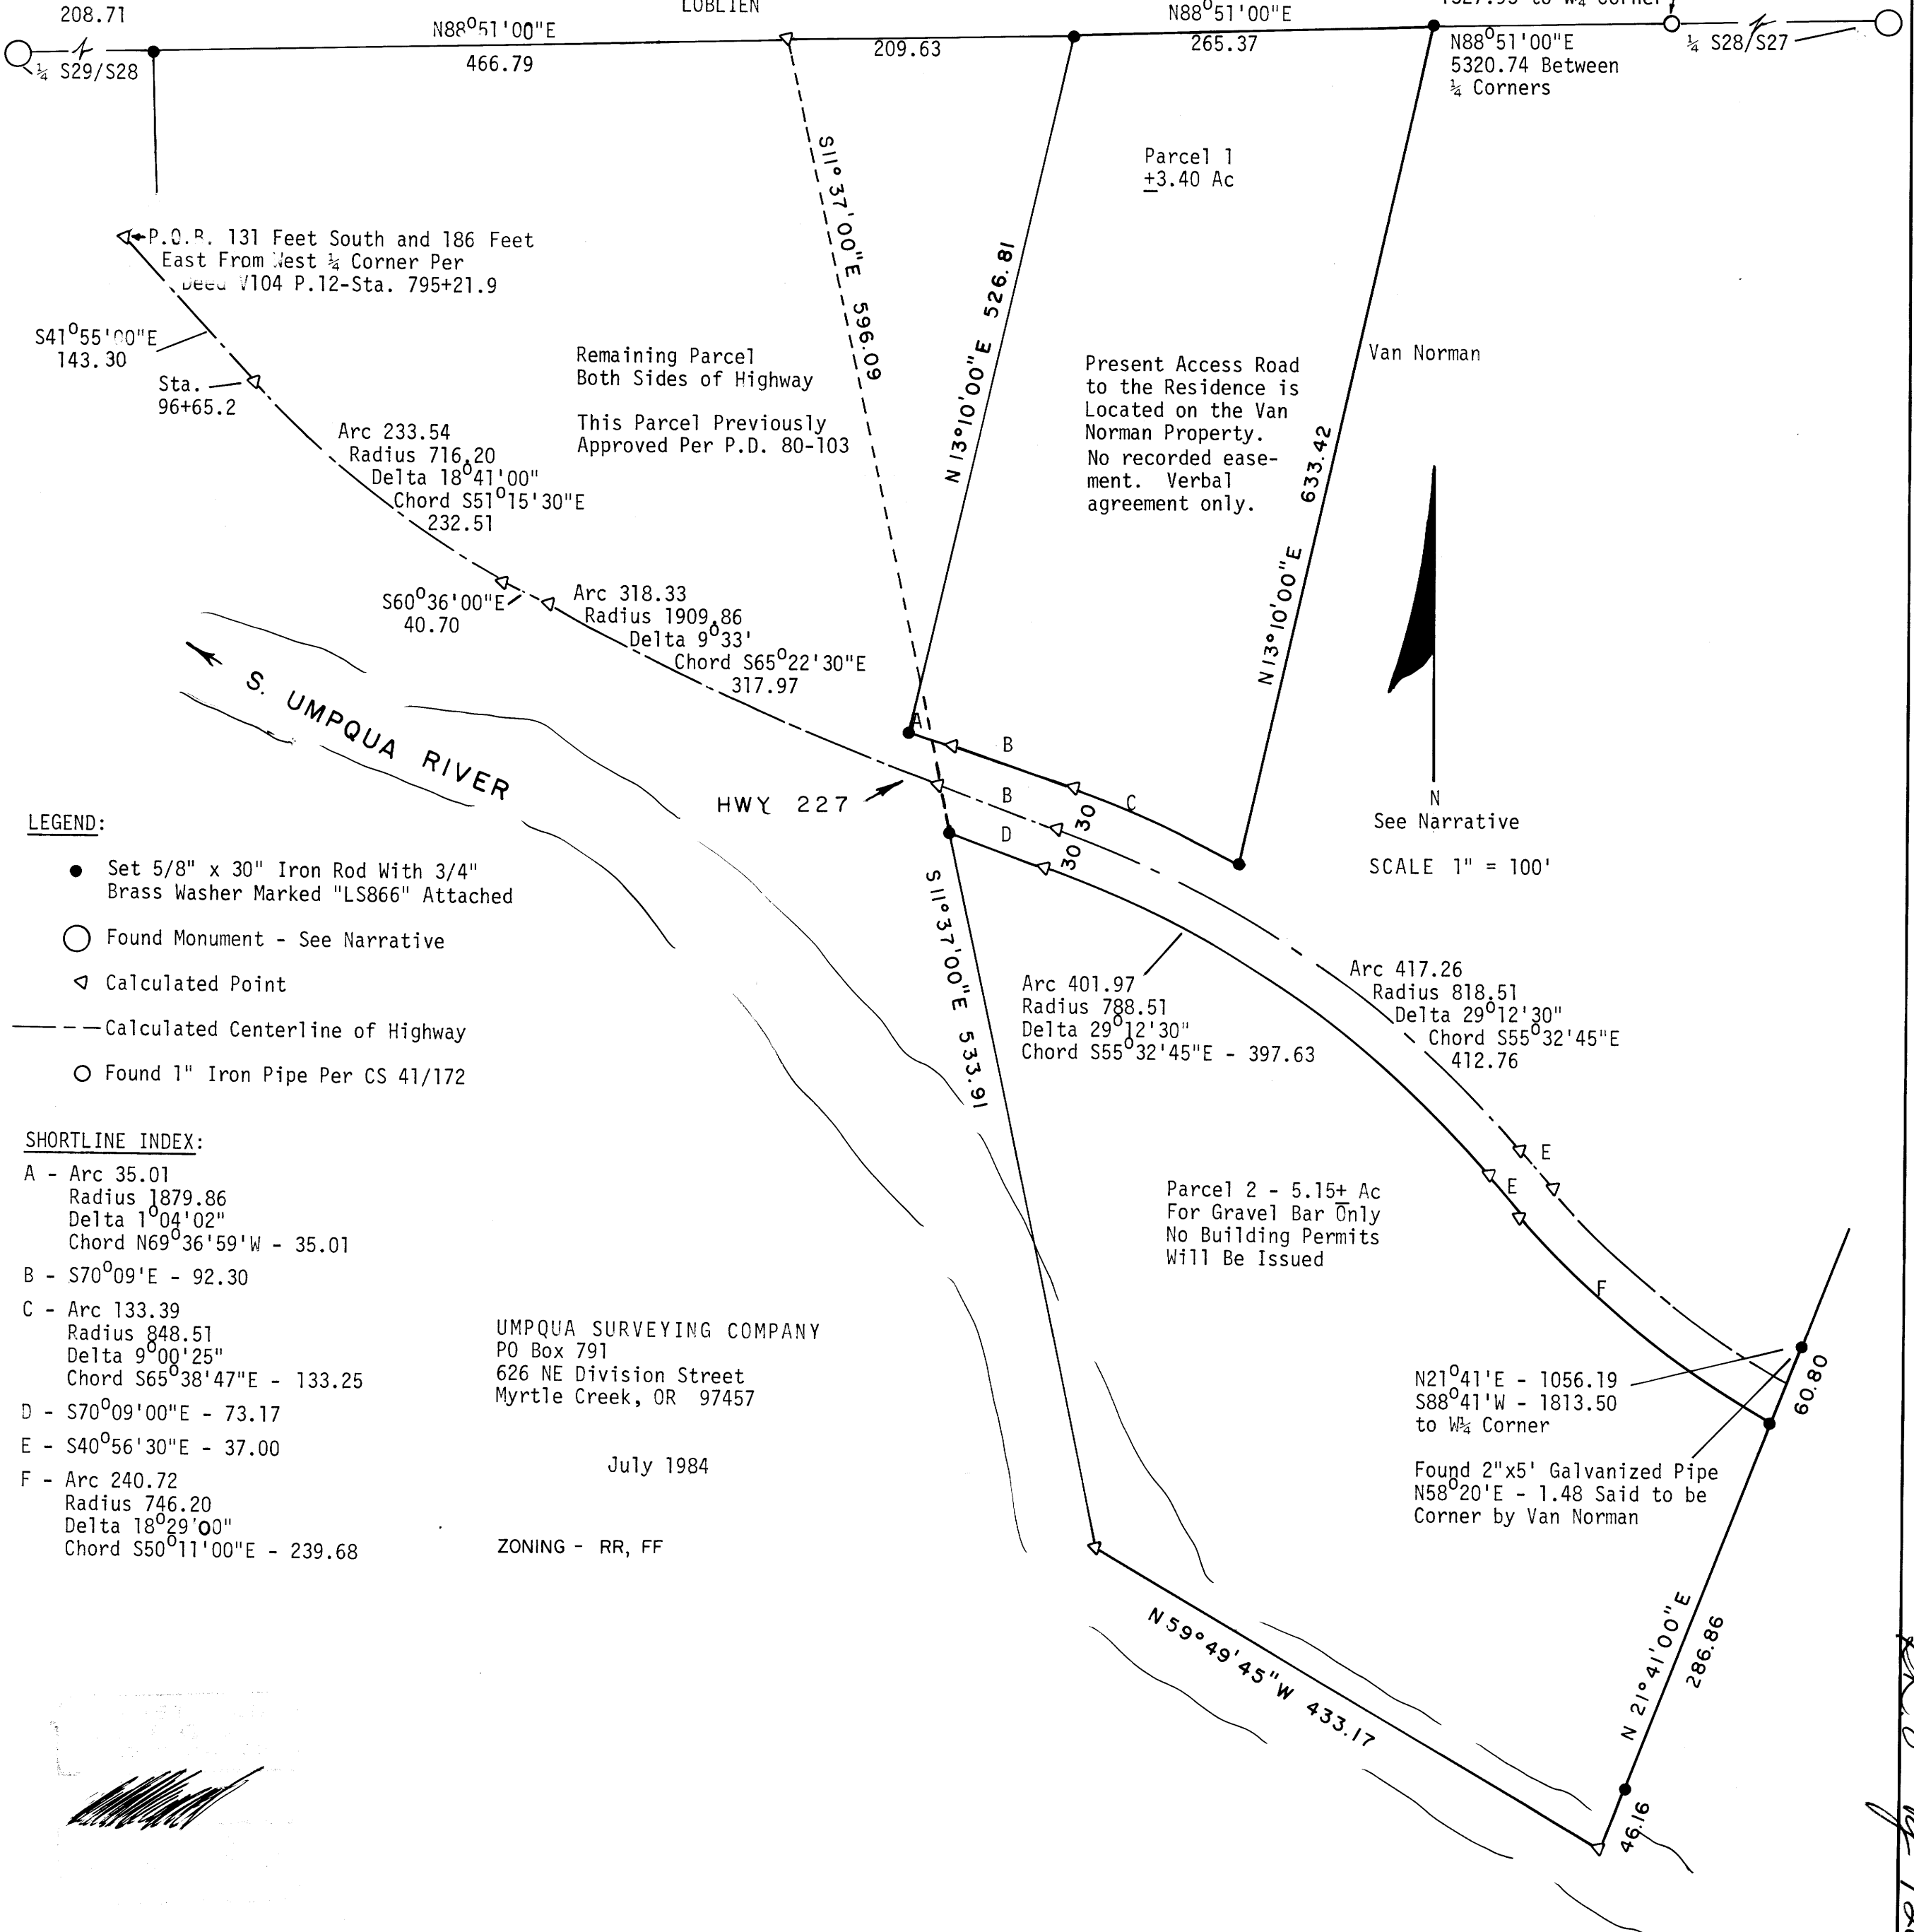 208.71
LOBLIEN
N88°51'00"E
466.79
209.63
N88°51'00"E
265.37
¼ S29/S28
¼ S28/S27
N88°51'00"E
5320.74 Between
¼ Corners
S11°37'00"E 596.09
N13°10'00"E 526.81
Parcel 1
±3.40 Ac
P.O.B. 131 Feet South and 186 Feet
East From West ¼ Corner Per
Deed V104 P.12-Sta. 795+21.9
S41°55'00"E
143.30
Sta.
96+65.2
Arc 233.54
Radius 716.20
Delta 18°41'00"
Chord S51°15'30"E
232.51
Remaining Parcel
Both Sides of Highway
This Parcel Previously
Approved Per P.D. 80-103
Present Access Road
to the Residence is
Located on the Van
Norman Property.
No recorded ease-
ment. Verbal
agreement only.
Van Norman
N13°10'00"E 633.42
S60°36'00"E
40.70
Arc 318.33
Radius 1909.86
Delta 9°33'
Chord S65°22'30"E
317.97
S. UMPQUA RIVER
HWY 227
A
B
B
C
D
30
30
N
See Narrative
SCALE 1" = 100'
LEGEND:
Set 5/8" x 30" Iron Rod With 3/4"
Brass Washer Marked "LS866" Attached
Found Monument - See Narrative
Calculated Point
Calculated Centerline of Highway
Found 1" Iron Pipe Per CS 41/172
S11°37'00"E 533.91
Arc 401.97
Radius 788.51
Delta 29°12'30"
Chord S55°32'45"E - 397.63
Arc 417.26
Radius 818.51
Delta 29°12'30"
Chord S55°32'45"E
412.76
E
E
F
SHORTLINE INDEX:
A - Arc 35.01
Radius 1879.86
Delta 1°04'02"
Chord N69°36'59'W - 35.01
B - S70°09'E - 92.30
C - Arc 133.39
Radius 848.51
Delta 9°00'25"
Chord S65°38'47"E - 133.25
D - S70°09'00"E - 73.17
E - S40°56'30"E - 37.00
F - Arc 240.72
Radius 746.20
Delta 18°29'00"
Chord S50°11'00"E - 239.68
UMPQUA SURVEYING COMPANY
PO Box 791
626 NE Division Street
Myrtle Creek, OR 97457
July 1984
ZONING - RR, FF
Parcel 2 - 5.15± Ac
For Gravel Bar Only
No Building Permits
Will Be Issued
N21°41'E - 1056.19
S88°41'W - 1813.50
to W¼ Corner
60.80
Found 2"x5' Galvanized Pipe
N58°20'E - 1.48 Said to be
Corner by Van Norman
N 21°41'00"E
286.86
N59°49'45"W 433.17
46.16